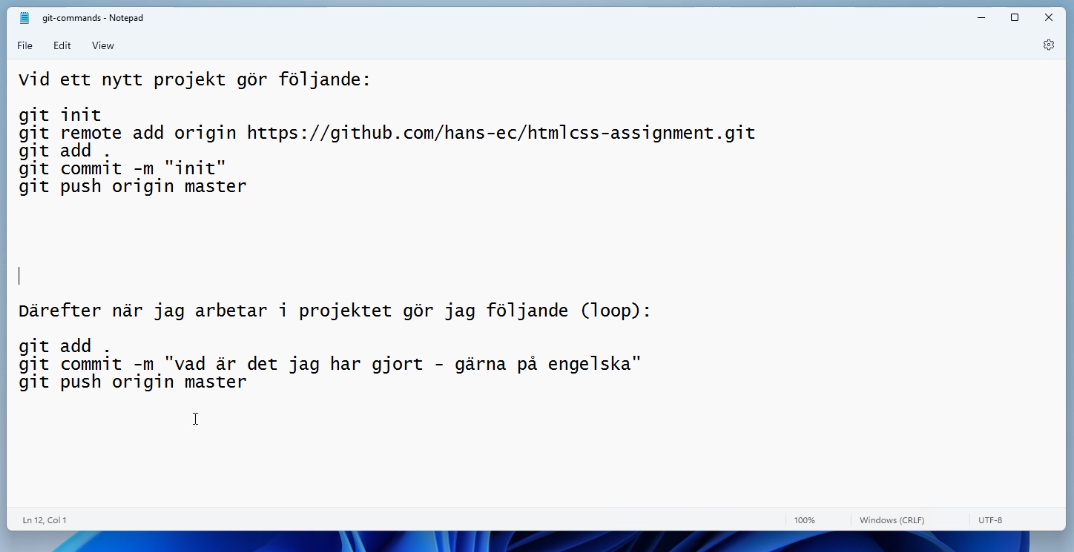 git-commands - Notepad
File Edit View
Vid ett nytt projekt gör följande:
git init
git remote add origin https://github.com/hans-ec/htmlcss-assignment.git
git add .
git commit -m "init"
git push origin master
Därefter när jag arbetar i projektet gör jag följande (loop):
git add .
git commit -m "vad är det jag har gjort - gärna på engelska"
git push origin master
Ln 12, Col 1 100% Windows (CRLF) UTF-8